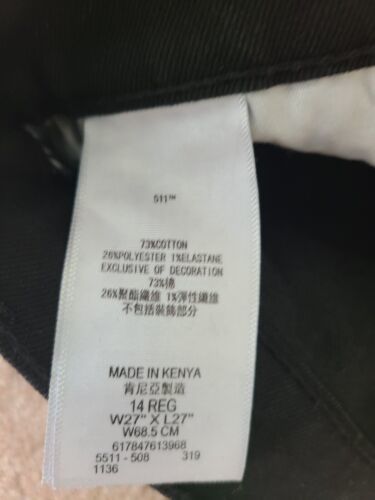 511™
73%COTTON
26%POLYESTER 1%ELASTANE
EXCLUSIVE OF DECORATION
73%棉
26%聚酯纖維 1%彈性纖維
不包括裝飾部分
MADE IN KENYA
肯尼亞製造
14 REG
W27" X L27"
W68.5 CM
617847613968
5511 - 508 319
1136